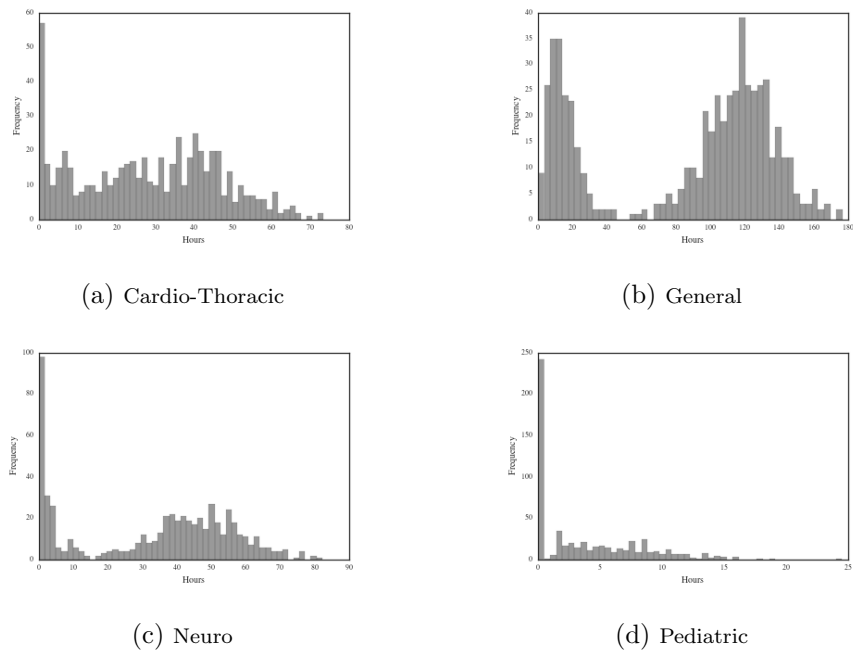 60
50
40
30
20
10
0
Frequency
0 10 20 30 40 50 60 70 80
Hours
(a) Cardio-Thoracic
40
35
30
25
20
15
10
5
0
Frequency
0 20 40 60 80 100 120 140 160 180
Hours
(b) General
100
80
60
40
20
0
Frequency
0 10 20 30 40 50 60 70 80 90
Hours
(c) Neuro
250
200
150
100
50
0
Frequency
0 5 10 15 20 25
Hours
(d) Pediatric